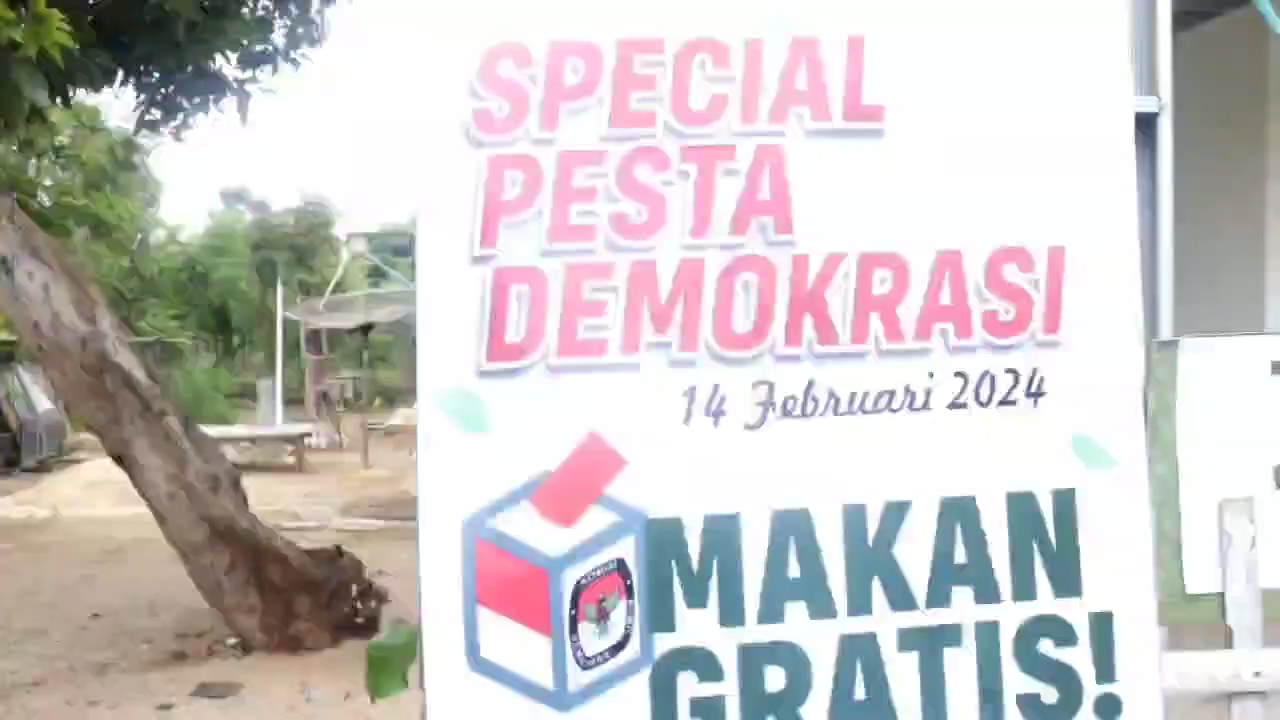 SPECIAL
PESTA
DEMOKRASI
14 Februari 2024
MAKAN
GRATIS!